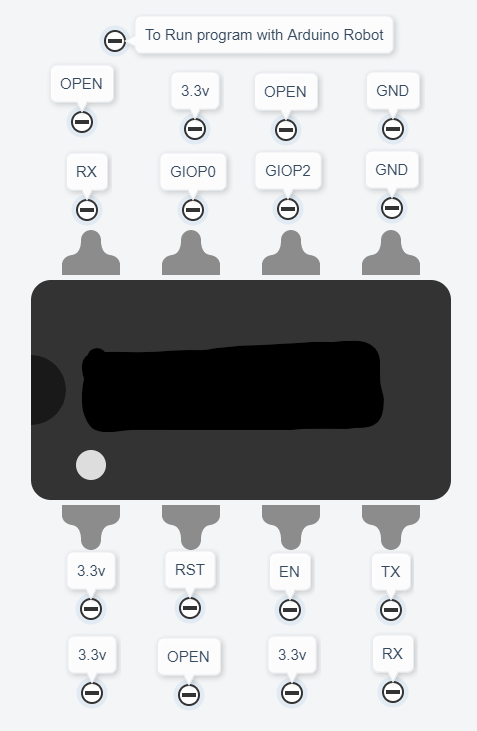 To Run program with Arduino Robot
OPEN 3.3v OPEN GND
RX GIOP0 GIOP2 GND
3.3v RST EN TX
3.3v OPEN 3.3v RX